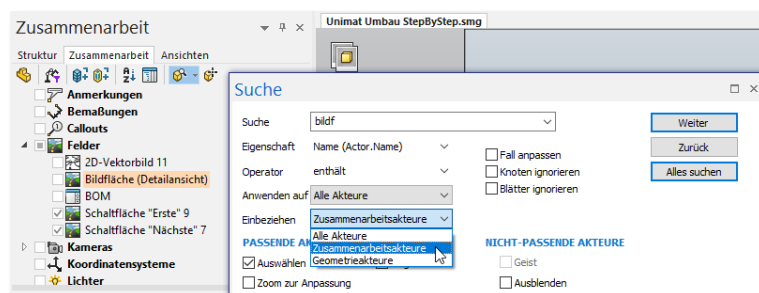 Zusammenarbeit
Struktur Zusammenarbeit Ansichten
Anmerkungen
Bemaßungen
Callouts
Felder
2D-Vektorbild 11
Bildfläche (Detailansicht)
BOM
Schaltfläche "Erste" 9
Schaltfläche "Nächste" 7
Kameras
Koordinatensysteme
Lichter
Unimat Umbau StepByStep.smg
Suche
Suche bildf Weiter
Eigenschaft Name (Actor.Name) Fall anpassen Zurück
Operator enthält Knoten ignorieren Alles suchen
Anwenden auf Alle Akteure Blätter ignorieren
Einbeziehen Zusammenarbeitsakteure
Alle Akteure
Zusammenarbeitsakteure
Geometrieakteure
PASSENDE NICHT-PASSENDE AKTEURE
Auswählen Geist
Zoom zur Anpassung Ausblenden